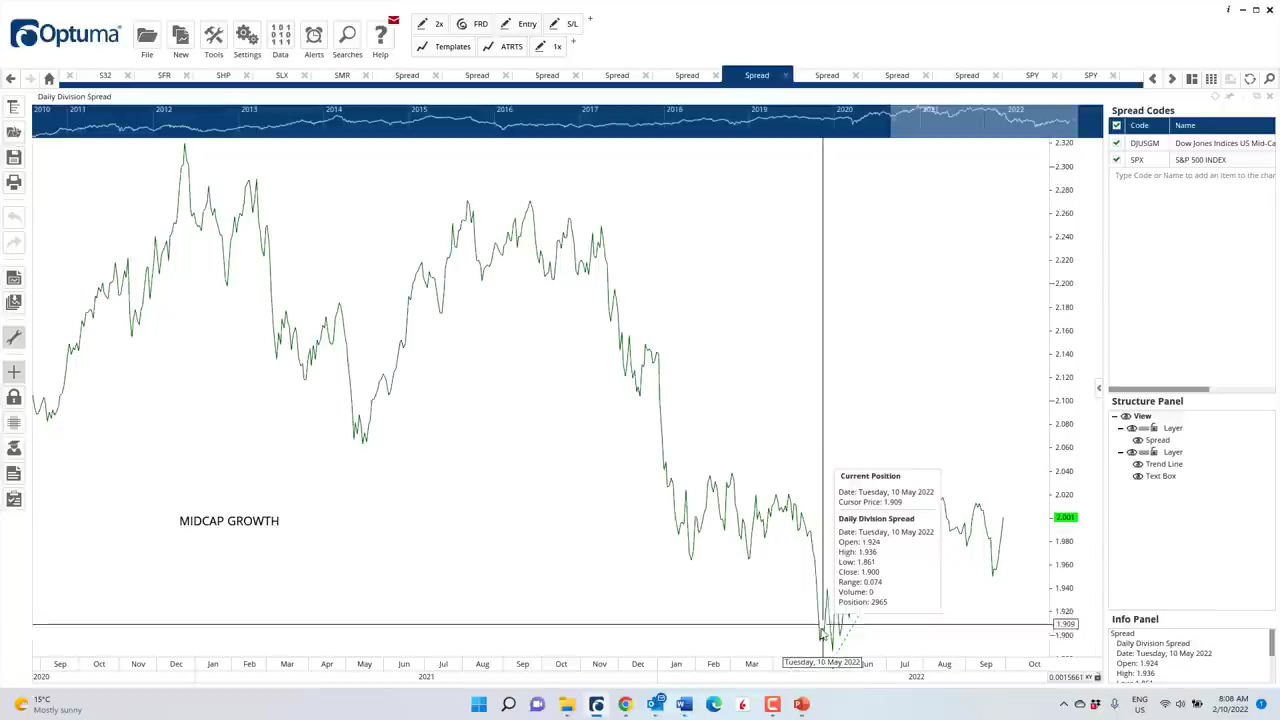 Optuma
File New Tools Settings Data Alerts Searches Help
2x FRD Entry S/L
Templates ATRTS 1x
S32 SFR SHP SLX SMR Spread Spread Spread Spread Spread Spread Spread Spread Spread SPY SPY
Daily Division Spread
2010 2011 2012 2013 2014 2015 2016 2017 2018 2019 2020 2022
2.320
2.300
2.280
2.260
2.240
2.220
2.200
2.180
2.160
2.140
2.120
2.100
2.080
2.060
2.040
2.020
2.001
1.980
1.960
1.940
1.920
1.909
1.900
MIDCAP GROWTH
Current Position
Date: Tuesday, 10 May 2022
Cursor Price: 1.909
Daily Division Spread
Date: Tuesday, 10 May 2022
Open: 1.924
High: 1.936
Low: 1.861
Close: 1.900
Range: 0.074
Volume: 0
Position: 2965
Sep Oct Nov Dec Jan Feb Mar Apr May Jun Jul Aug Sep Oct Nov Dec Jan Feb Mar Tuesday, 10 May 2022 Jul Aug Sep Oct
2020 2021 2022 0.0015661 XY
Spread Codes
Code Name
DJUSGM Dow Jones Indices US Mid-Ca
SPX S&P 500 INDEX
Type Code or Name to add an item to the char
Structure Panel
View
Layer
Spread
Layer
Trend Line
Text Box
Info Panel
Spread
Daily Division Spread
Date: Tuesday, 10 May 2022
Open: 1.924
High: 1.936
15°C
Mostly sunny
ENG
US
8:08 AM
2/10/2022